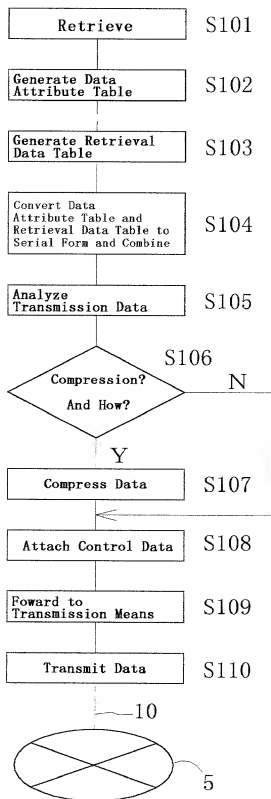 Retrieve S101
Generate Data
Attribute Table S102
Generate Retrieval
Data Table S103
Convert Data
Attribute Table and
Retrieval Data Table to
Serial Form and Combine S104
Analyze
Transmission Data S105
S106
Compression?
And How?
N
Y
Compress Data S107
Attach Control Data S108
Foward to
Transmission Means S109
Transmit Data S110
10
5